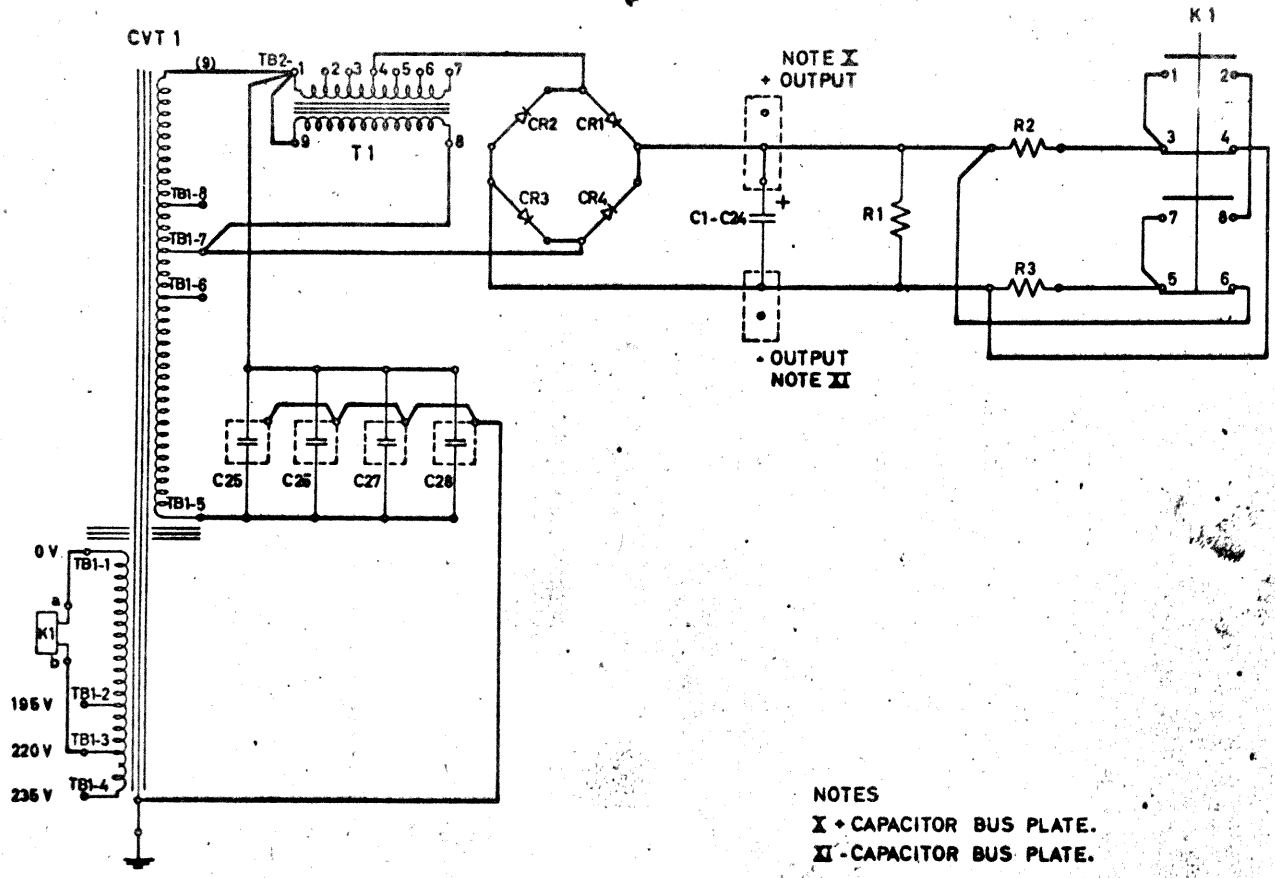 K1
CVT 1
(9)
TB2-
1 2 3 4 5 6 7
9 8
T1
NOTE X
+ OUTPUT
CR2 CR1
CR3 CR4
1 2
3 4
7 8
5 6
R2
R1
R3
C1-C24
+
- OUTPUT
NOTE XI
TB1-8
TB1-7
TB1-6
TB1-5
C25 C26 C27 C28
0 V
TB1-1
a
K1
b
195 V
TB1-2
220 V
TB1-3
235 V
TB1-4
NOTES
X + CAPACITOR BUS PLATE.
XI - CAPACITOR BUS PLATE.